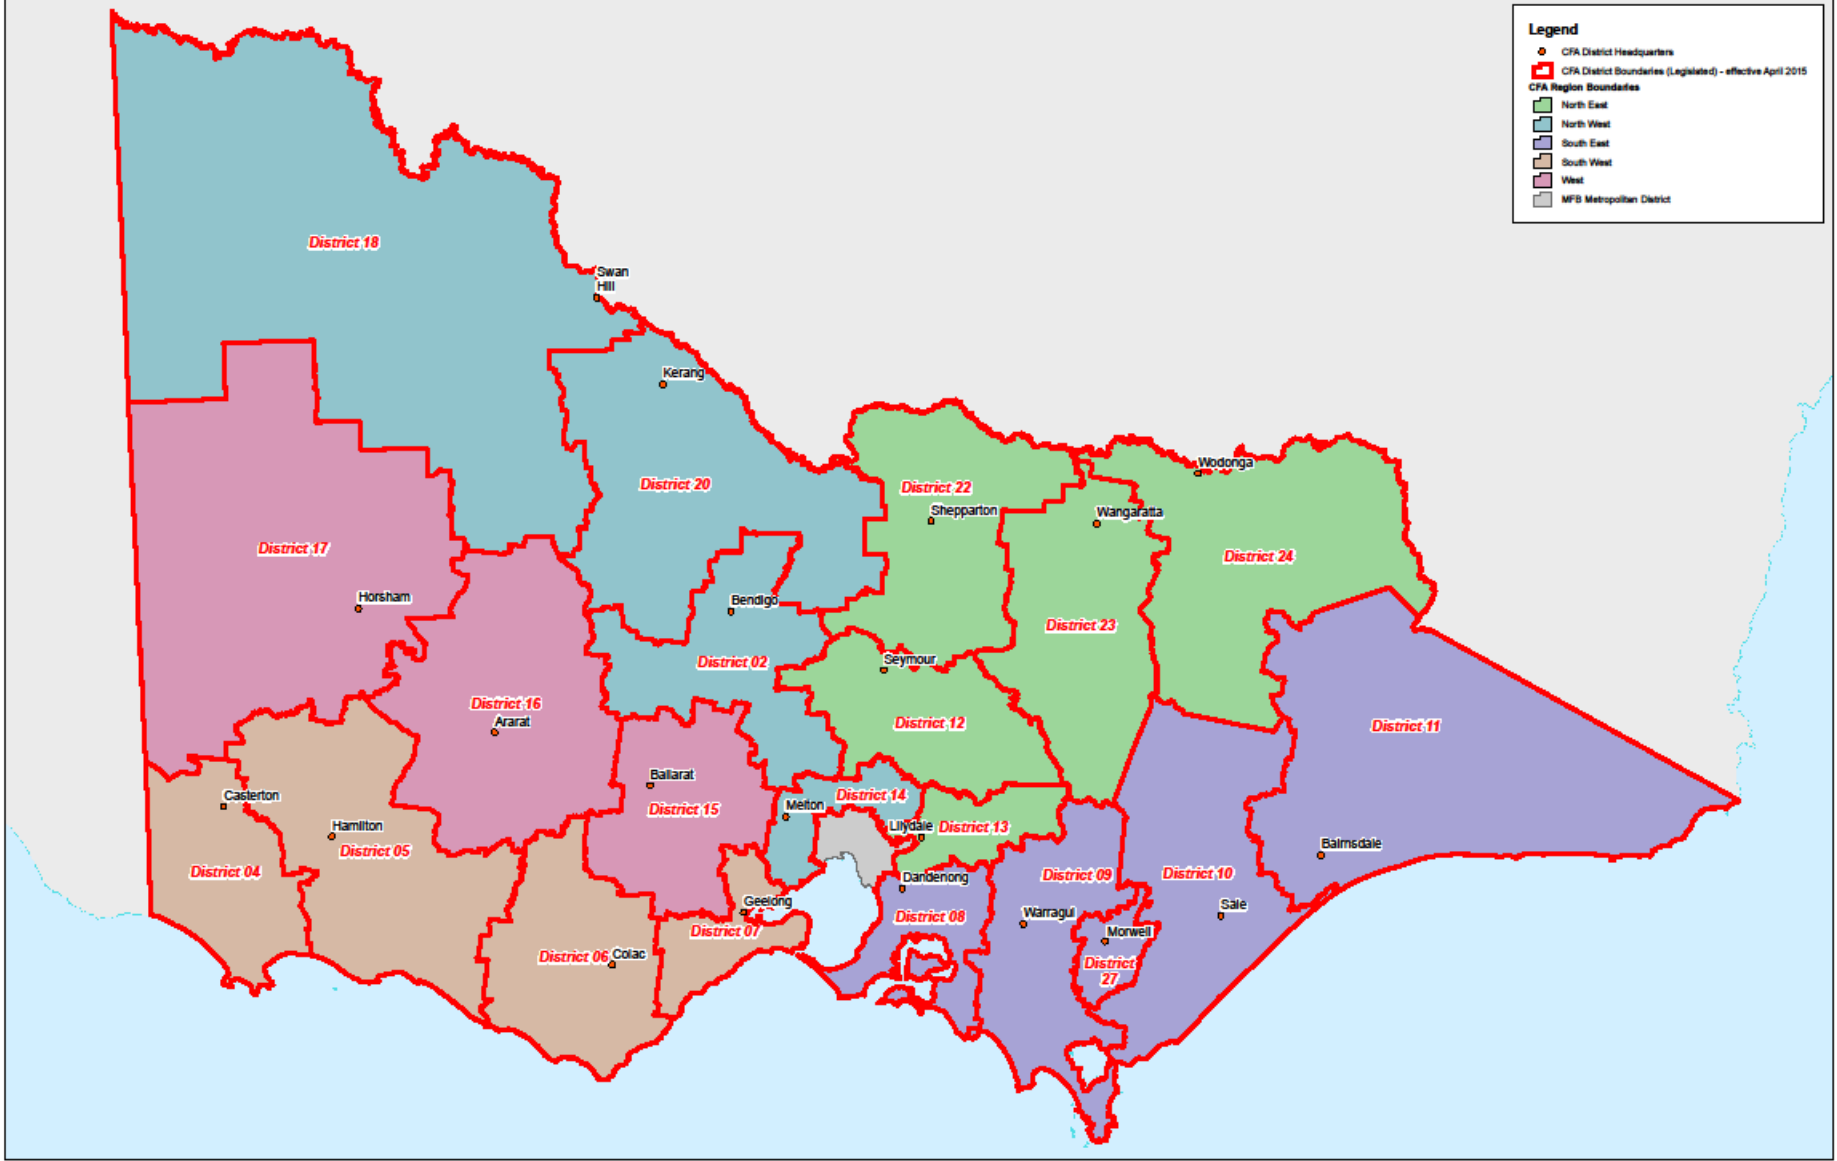 Legend
CFA District Headquarters
CFA District Boundaries (Legislated) - effective April 2015
CFA Region Boundaries
North East
North West
South East
South West
West
MFB Metropolitan District
District 18
Swan
Hill
Kerang
Wodonga
District 20
District 22
Shepparton
Wangaratta
District 17
District 24
Horsham
Bendigo
District 23
District 02
Seymour
District 16
Ararat
District 12
District 11
Ballarat
District 15
Casterton
Melton
District 14
Lilydale
District 13
Hamilton
District 05
Bairnsdale
District 04
Dandenong
District 09
District 10
Geelong
District 07
District 08
Warragul
Sale
Morwell
District 06
Colac
District
27